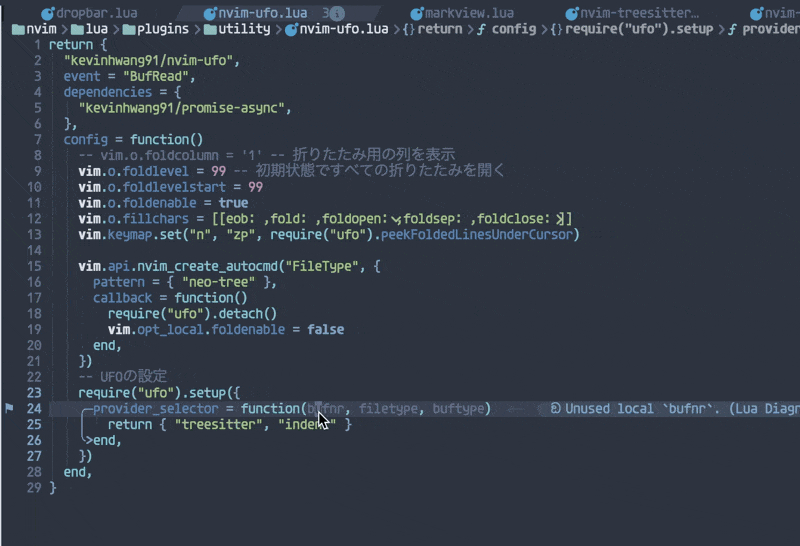 dropbar.lua nvim-ufo.lua 3 markview.lua nvim-treesitter… nvim-
nvim > lua > plugins > utility > nvim-ufo.lua > {} return > ƒ config > {} require("ufo").setup > ƒ provider
1 return {
2 "kevinhwang91/nvim-ufo",
3 event = "BufRead",
4 dependencies = {
5 "kevinhwang91/promise-async",
6 },
7 config = function()
8 -- vim.o.foldcolumn = '1' -- 折りたたみ用の列を表示
9 vim.o.foldlevel = 99 -- 初期状態ですべての折りたたみを開く
10 vim.o.foldlevelstart = 99
11 vim.o.foldenable = true
12 vim.o.fillchars = [[eob: ,fold: ,foldopen:,foldsep: ,foldclose:]]
13 vim.keymap.set("n", "zp", require("ufo").peekFoldedLinesUnderCursor)
14
15 vim.api.nvim_create_autocmd("FileType", {
16 pattern = { "neo-tree" },
17 callback = function()
18 require("ufo").detach()
19 vim.opt_local.foldenable = false
20 end,
21 })
22 -- UFOの設定
23 require("ufo").setup({
24 provider_selector = function(bufnr, filetype, buftype) Unused local `bufnr`. (Lua Diagn
25 return { "treesitter", "indent" }
26 end,
27 })
28 end,
29 }